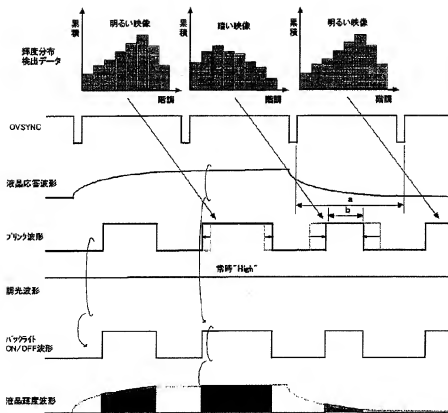 明るい映像
暗い映像
明るい映像
累積
累積
累積
輝度分布
検出データ
階調
階調
階調
OVSYNC
液晶応答波形
a
b
ブリンク波形
常時"High"
調光波形
バックライト
ON/OFF波形
液晶輝度波形